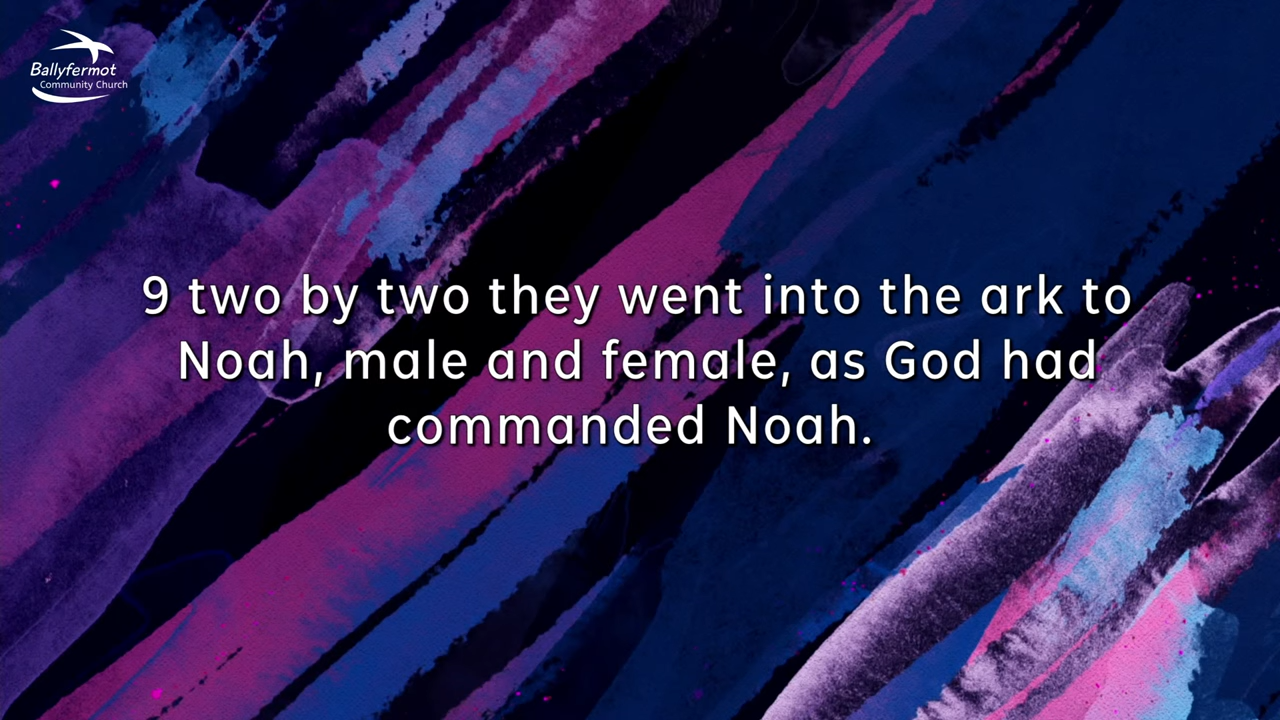 Ballyfermot
Community Church
9 two by two they went into the ark to
Noah, male and female, as God had
commanded Noah.